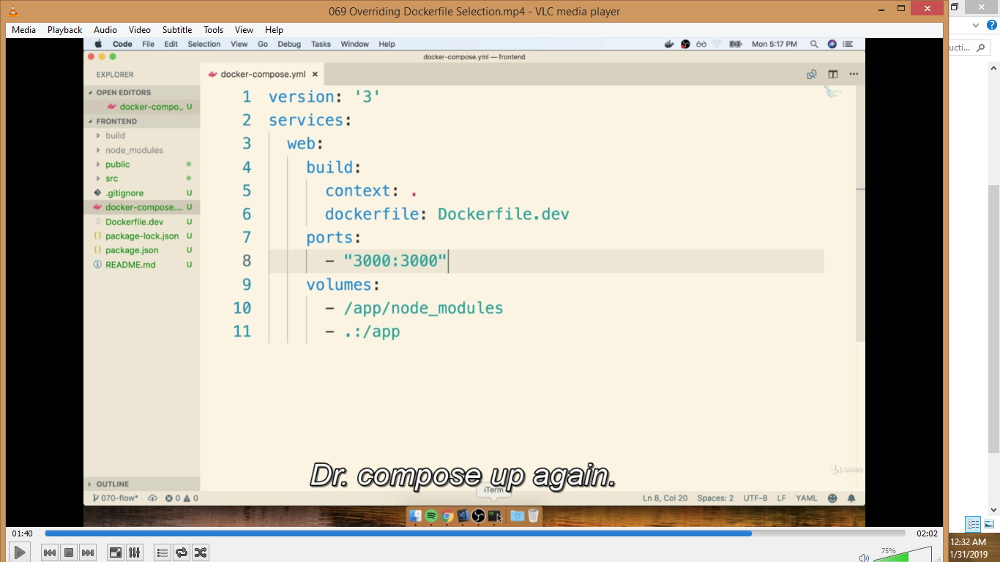 069 Overriding Dockerfile Selection.mp4 - VLC media player
Media Playback Audio Video Subtitle Tools View Help
Code File Edit Selection View Go Debug Tasks Window Help Mon 5:17 PM
docker-compose.yml — frontend
EXPLORER
docker-compose.yml
OPEN EDITORS
docker-compo.. U
FRONTEND
build
node_modules
public
src
.gitignore U
docker-compose.... U
Dockerfile.dev U
package-lock.json U
package.json U
README.md U
1 version: '3'
2 services:
3 web:
4 build:
5 context: .
6 dockerfile: Dockerfile.dev
7 ports:
8 - "3000:3000"
9 volumes:
10 - /app/node_modules
11 - .:/app
Dr. compose up again.
Udemy
iTerm
OUTLINE
070-flow* 0 0 Ln 8, Col 20 Spaces: 2 UTF-8 LF YAML
01:40 02:02
75%
ucti...
12:32 AM
1/31/2019